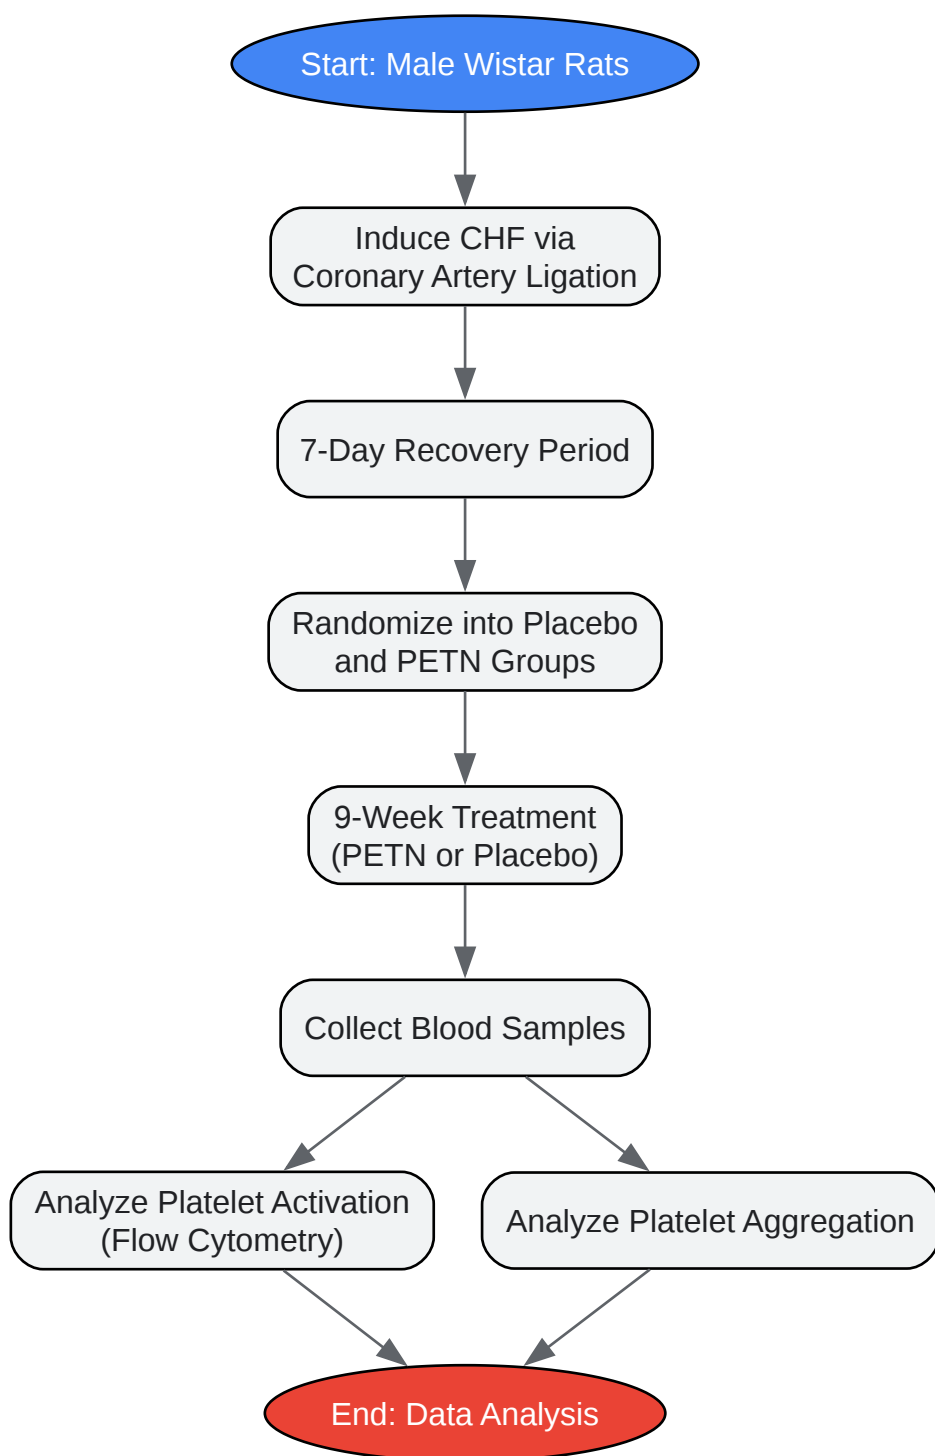 Start: Male Wistar Rats
Induce CHF via
Coronary Artery Ligation
7-Day Recovery Period
Randomize into Placebo
and PETN Groups
9-Week Treatment
(PETN or Placebo)
Collect Blood Samples
Analyze Platelet Activation
(Flow Cytometry)
Analyze Platelet Aggregation
End: Data Analysis